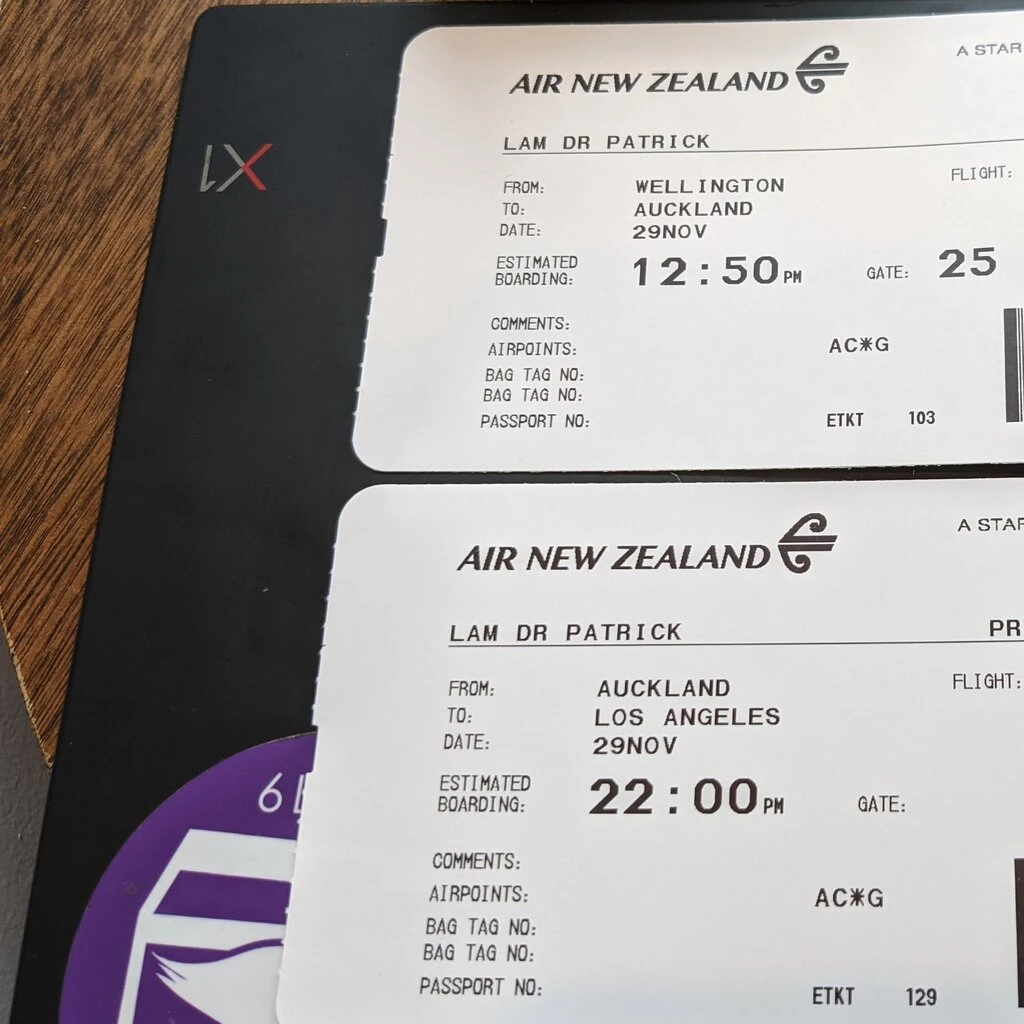 X1
AIR NEW ZEALAND
A STAR
LAM DR PATRICK
FROM: WELLINGTON FLIGHT:
TO: AUCKLAND
DATE: 29NOV
ESTIMATED BOARDING: 12:50PM GATE: 25
COMMENTS:
AIRPOINTS: AC*G
BAG TAG NO:
BAG TAG NO:
PASSPORT NO: ETKT 103
AIR NEW ZEALAND
A STAR
LAM DR PATRICK PR
FROM: AUCKLAND FLIGHT:
TO: LOS ANGELES
DATE: 29NOV
ESTIMATED BOARDING: 22:00PM GATE:
COMMENTS:
AIRPOINTS: AC*G
BAG TAG NO:
BAG TAG NO:
PASSPORT NO: ETKT 129